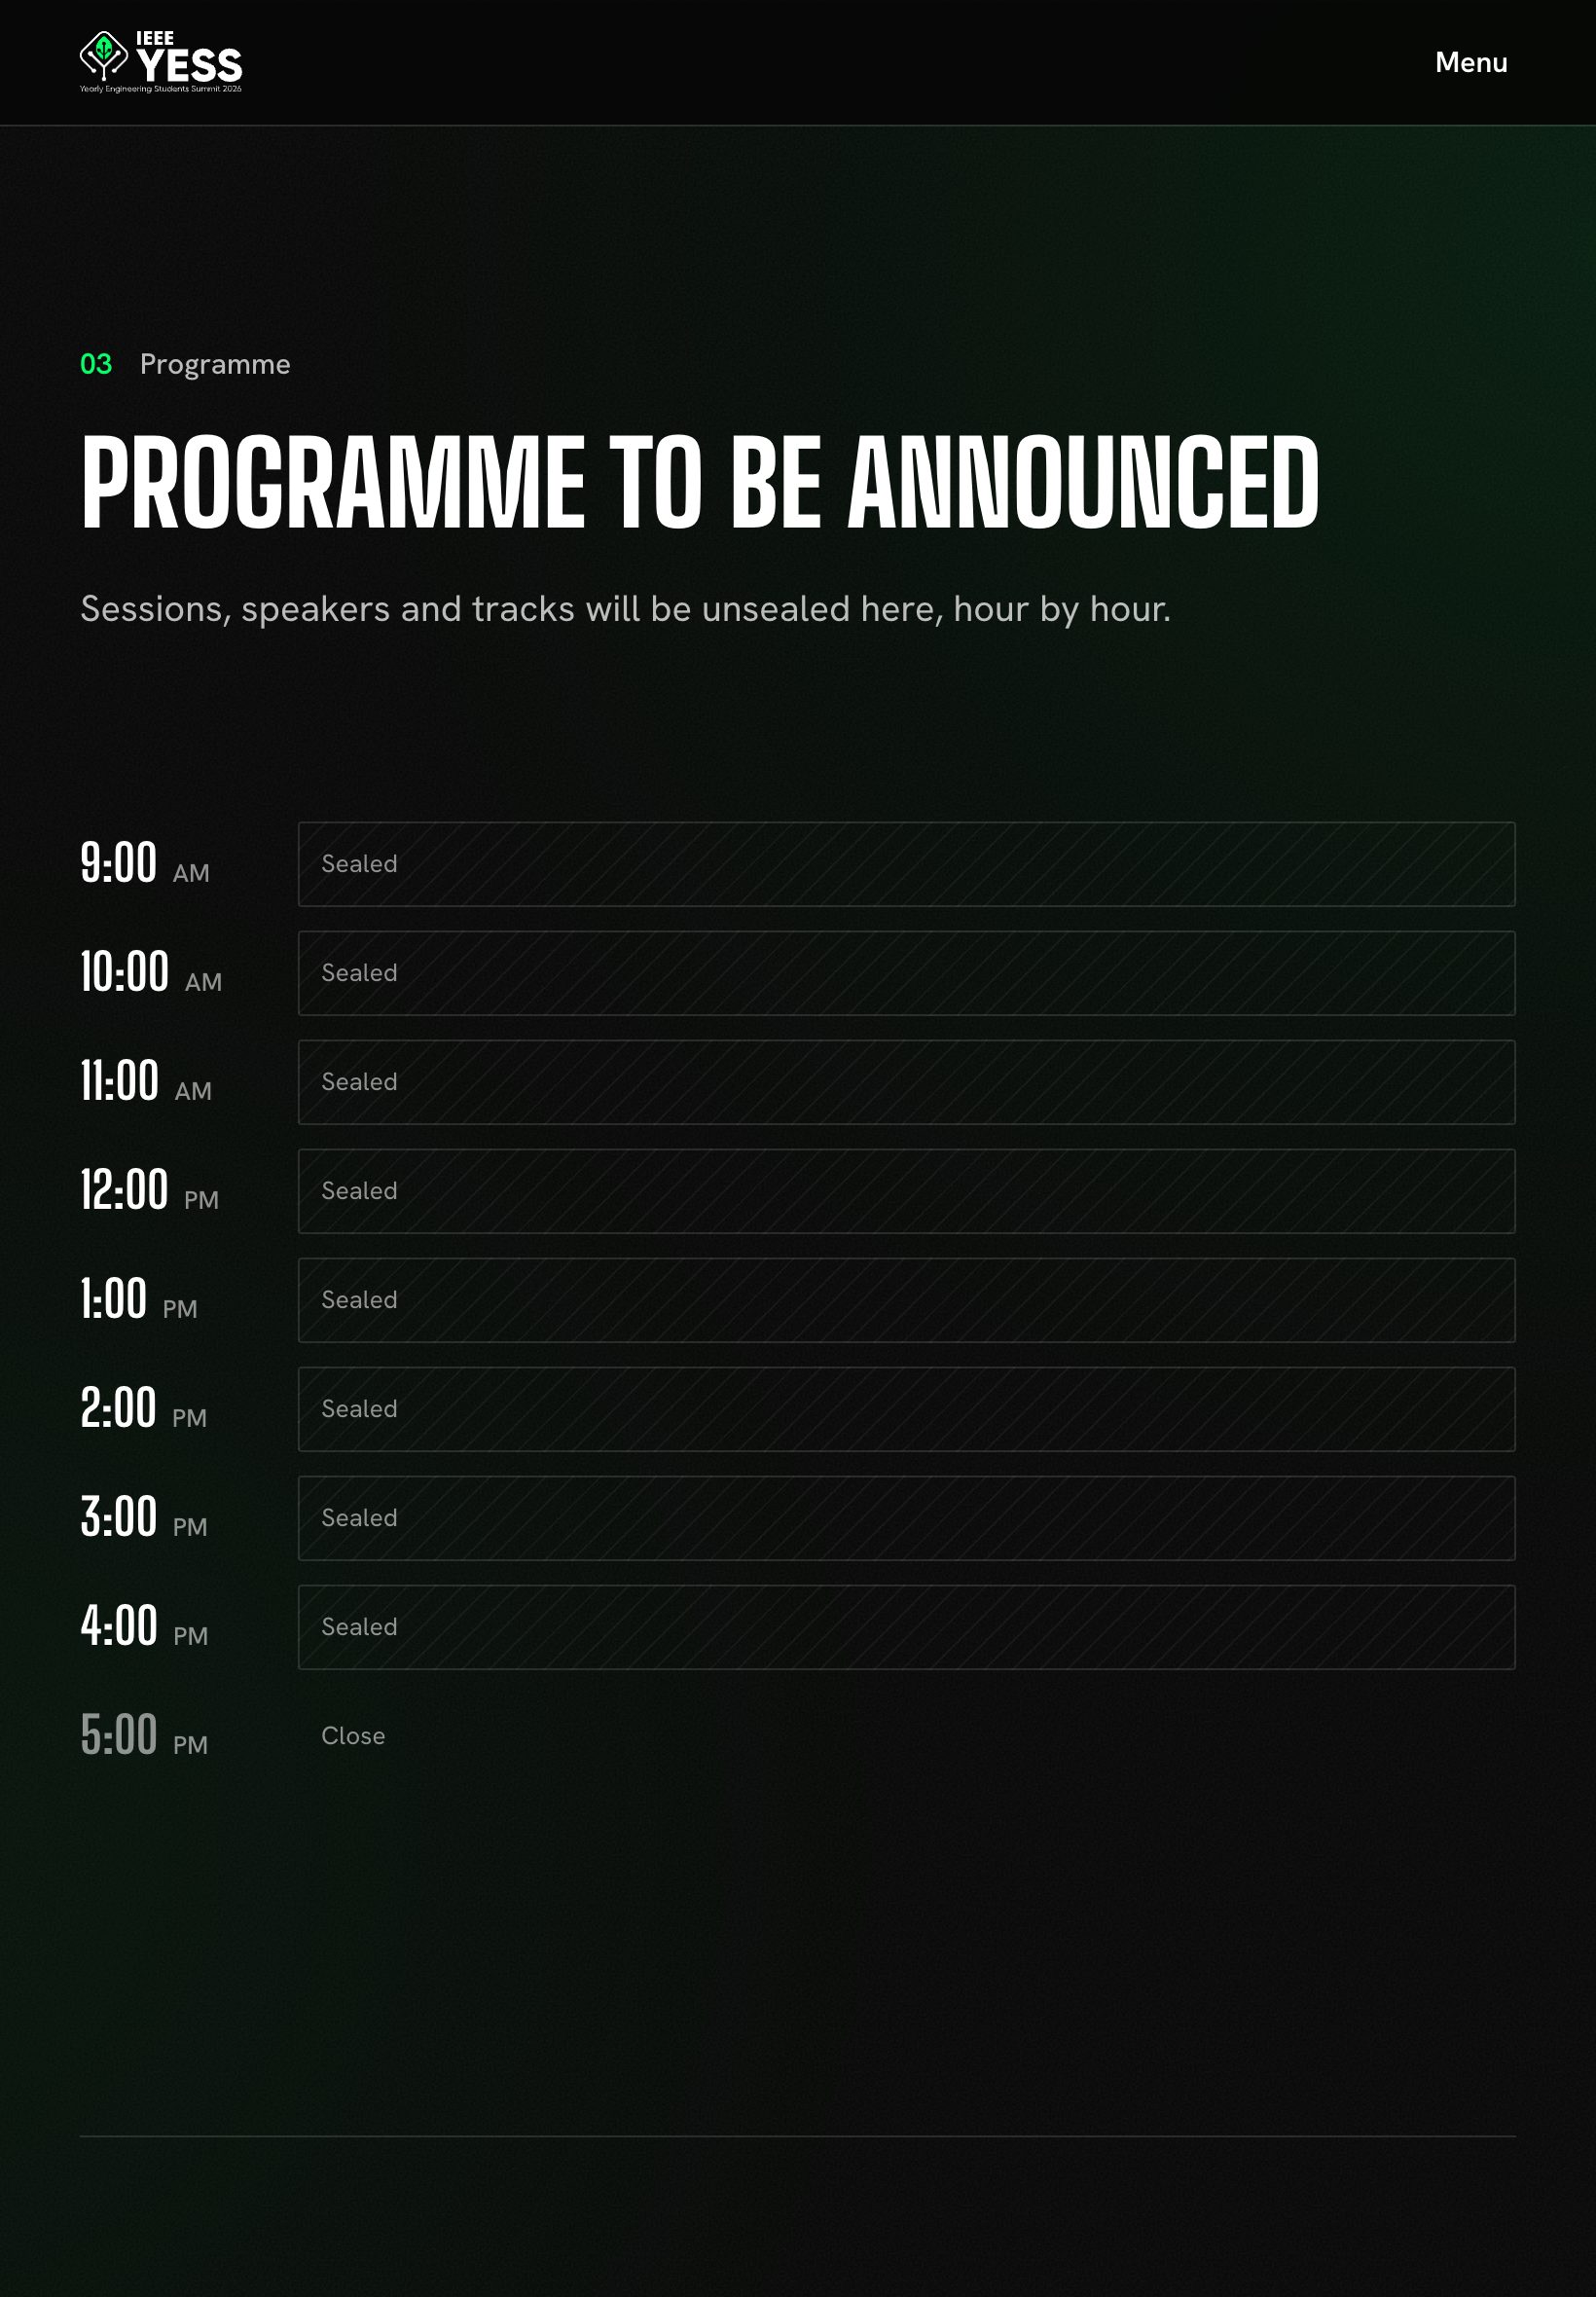 IEEE
YESS
Yearly Engineering Students Summit 2026
Menu
03 Programme
PROGRAMME TO BE ANNOUNCED
Sessions, speakers and tracks will be unsealed here, hour by hour.
9:00 AM Sealed
10:00 AM Sealed
11:00 AM Sealed
12:00 PM Sealed
1:00 PM Sealed
2:00 PM Sealed
3:00 PM Sealed
4:00 PM Sealed
5:00 PM Close